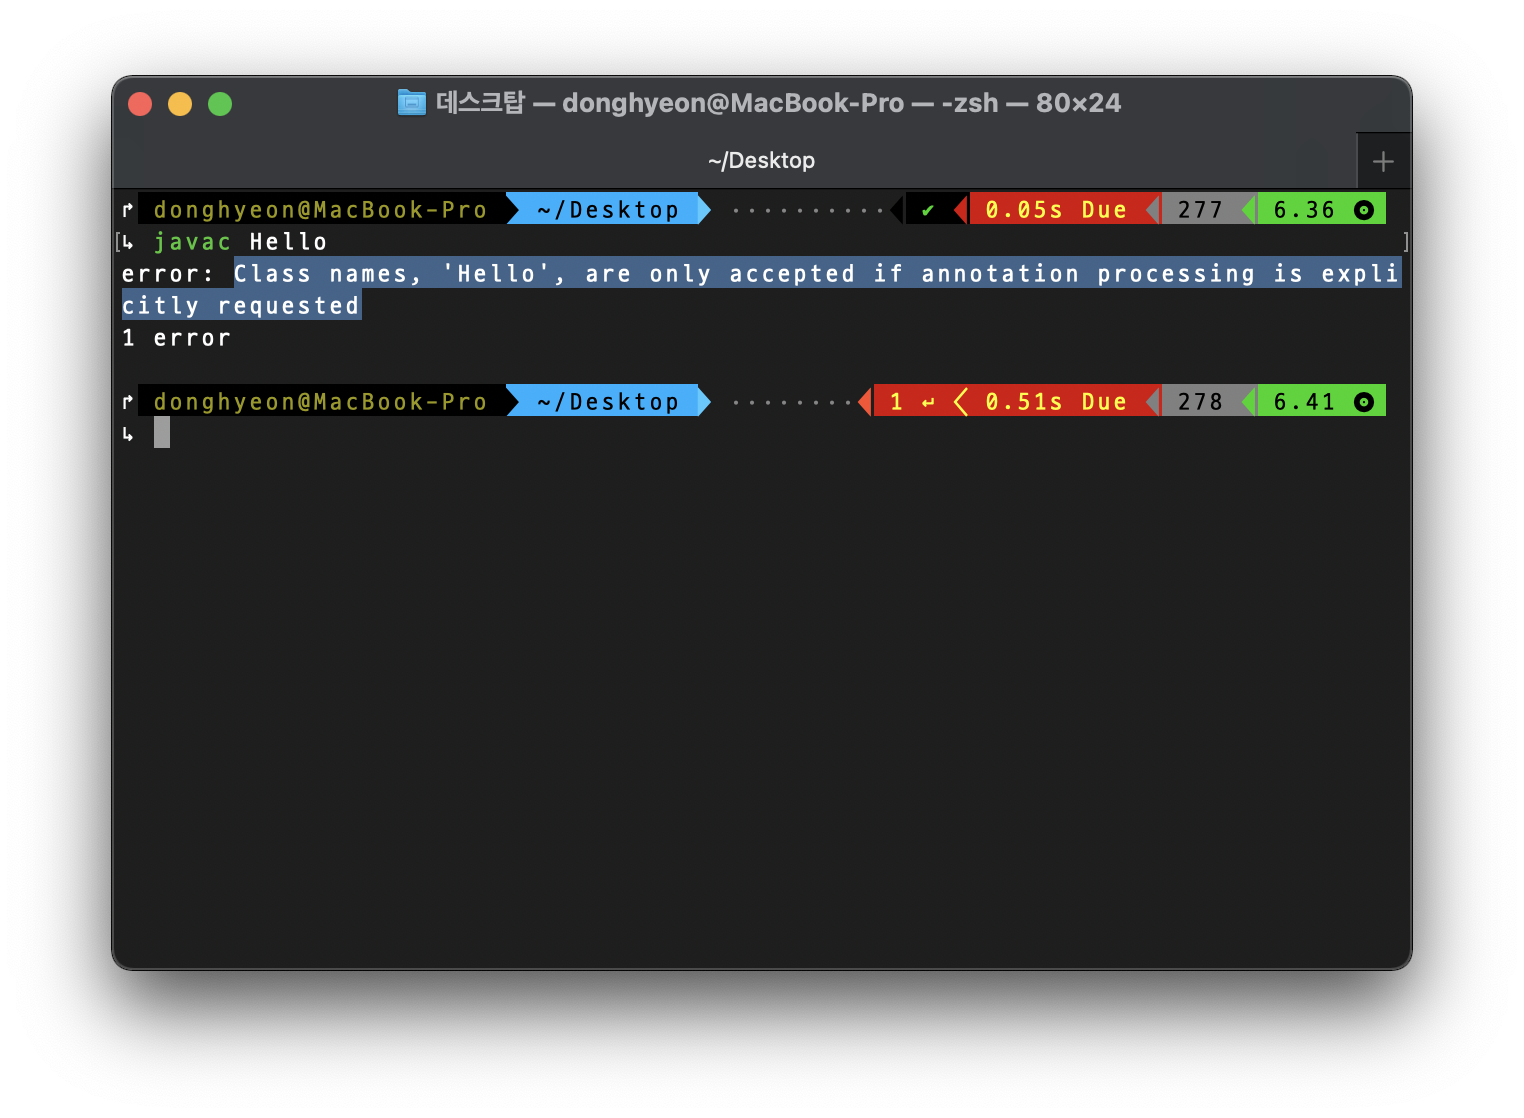 데스크탑 — donghyeon@MacBook-Pro — -zsh — 80×24
~/Desktop +
↱ donghyeon@MacBook-Pro ~/Desktop ·········· ✔ 0.05s Due 277 6.36
[↳ javac Hello ]
error: Class names, 'Hello', are only accepted if annotation processing is expli
citly requested
1 error
↱ donghyeon@MacBook-Pro ~/Desktop ········ 1 ↵ 0.51s Due 278 6.41
↳